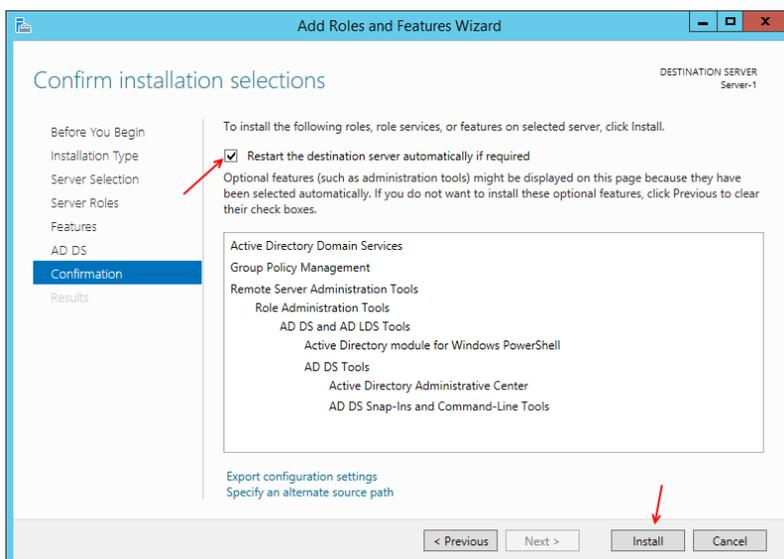 Add Roles and Features Wizard
Confirm installation selections
DESTINATION SERVER
Server-1
Before You Begin
Installation Type
Server Selection
Server Roles
Features
AD DS
Confirmation
Results
To install the following roles, role services, or features on selected server, click Install.
Restart the destination server automatically if required
Optional features (such as administration tools) might be displayed on this page because they have
been selected automatically. If you do not want to install these optional features, click Previous to clear
their check boxes.
Active Directory Domain Services
Group Policy Management
Remote Server Administration Tools
Role Administration Tools
AD DS and AD LDS Tools
Active Directory module for Windows PowerShell
AD DS Tools
Active Directory Administrative Center
AD DS Snap-Ins and Command-Line Tools
Export configuration settings
Specify an alternate source path
< Previous
Next >
Install
Cancel